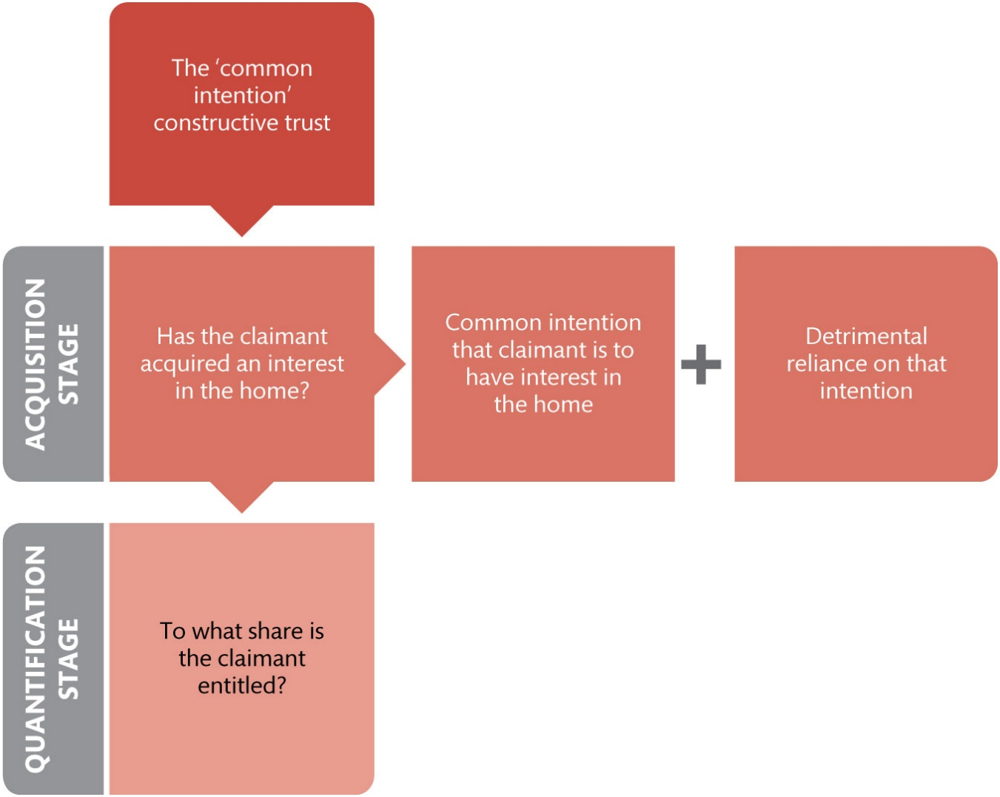 The ‘common
intention’
constructive trust
ACQUISITION
STAGE
Has the claimant
acquired an interest
in the home?
Common intention
that claimant is to
have interest in
the home
+
Detrimental
reliance on that
intention
QUANTIFICATION
STAGE
To what share is
the claimant
entitled?